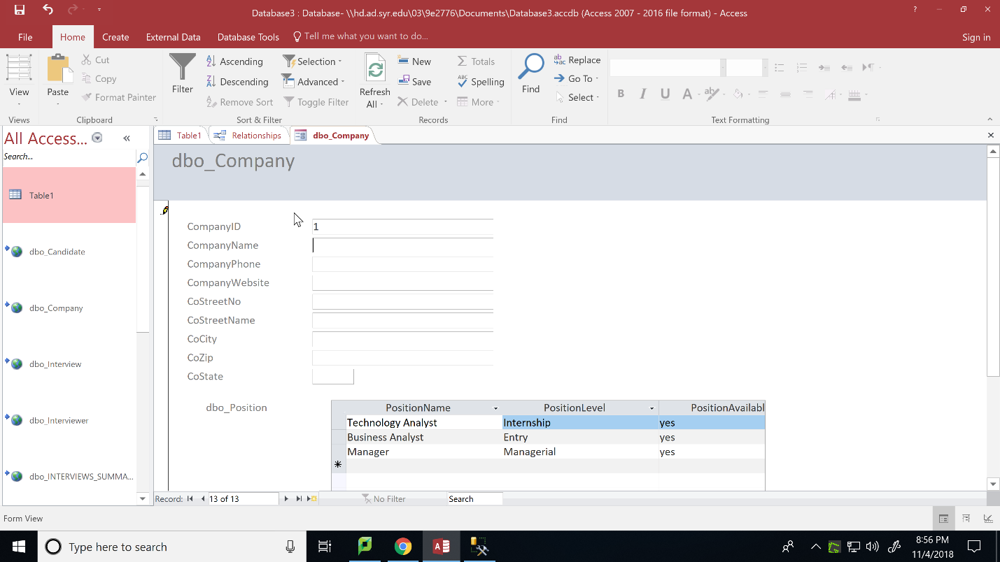 Database3 : Database- \\hd.ad.syr.edu\03\9e2776\Documents\Database3.accdb (Access 2007 - 2016 file format) - Access
?
File Home Create External Data Database Tools Tell me what you want to do... Sign in
View
Views
Paste
Cut
Copy
Format Painter
Clipboard
Filter
Ascending
Descending
Remove Sort
Selection
Advanced
Toggle Filter
Sort & Filter
Refresh
All
New
Save
Delete
Totals
Spelling
More
Records
Find
Replace
Go To
Select
Find
B I U A
Text Formatting
All Access...
Search...
Table1
dbo_Candidate
dbo_Company
dbo_Interview
dbo_Interviewer
dbo_INTERVIEWS_SUMMA...
Table1 Relationships dbo_Company
dbo_Company
CompanyID 1
CompanyName
CompanyPhone
CompanyWebsite
CoStreetNo
CoStreetName
CoCity
CoZip
CoState
dbo_Position
PositionName PositionLevel PositionAvailabl
Technology Analyst Internship yes
Business Analyst Entry yes
Manager Managerial yes
Record: 13 of 13 No Filter Search
Form View
Type here to search
8:56 PM
11/4/2018